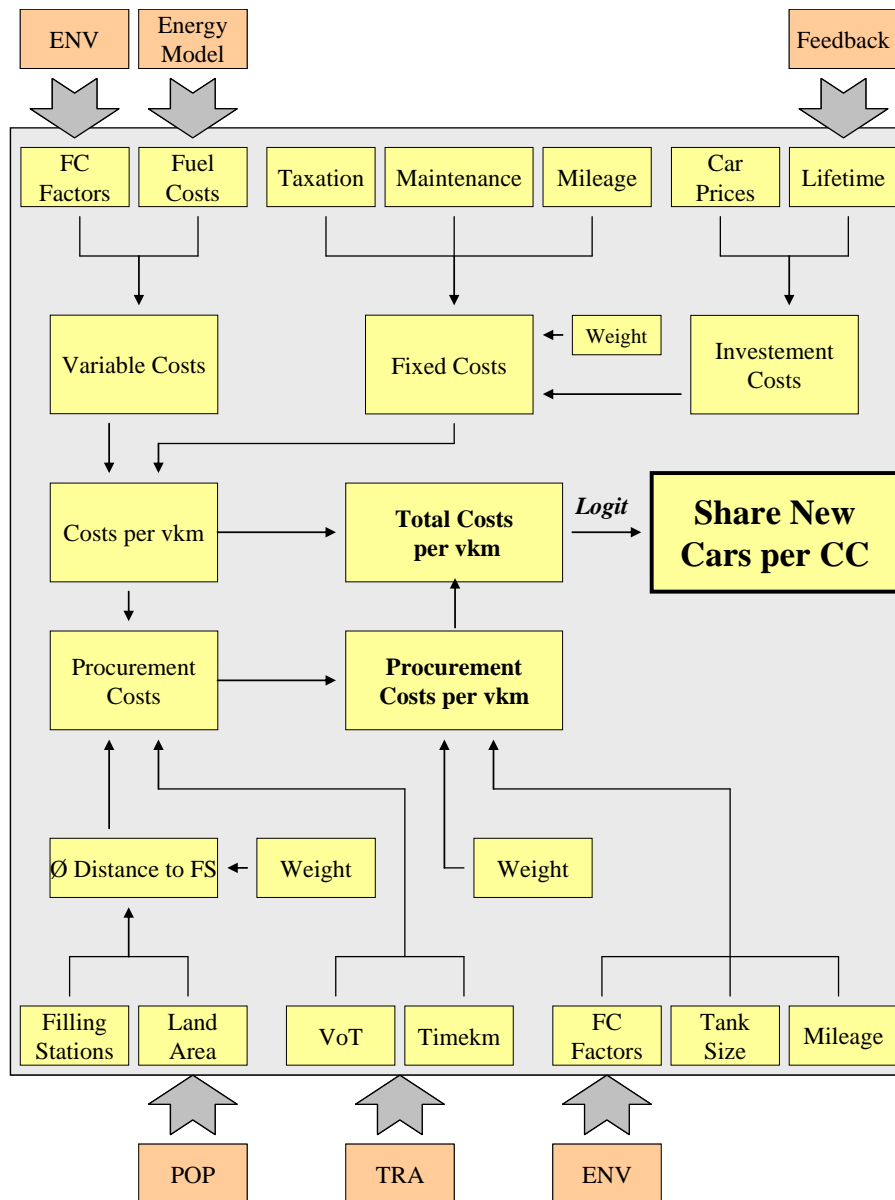 ENV
Energy
Model
Feedback
FC
Factors
Fuel
Costs
Taxation
Maintenance
Mileage
Car
Prices
Lifetime
Variable Costs
Fixed Costs
Weight
Investement
Costs
Costs per vkm
Total Costs
per vkm
Logit
Share New
Cars per CC
Procurement
Costs
Procurement
Costs per vkm
Ø Distance to FS
Weight
Weight
Filling
Stations
Land
Area
VoT
Timekm
FC
Factors
Tank
Size
Mileage
POP
TRA
ENV